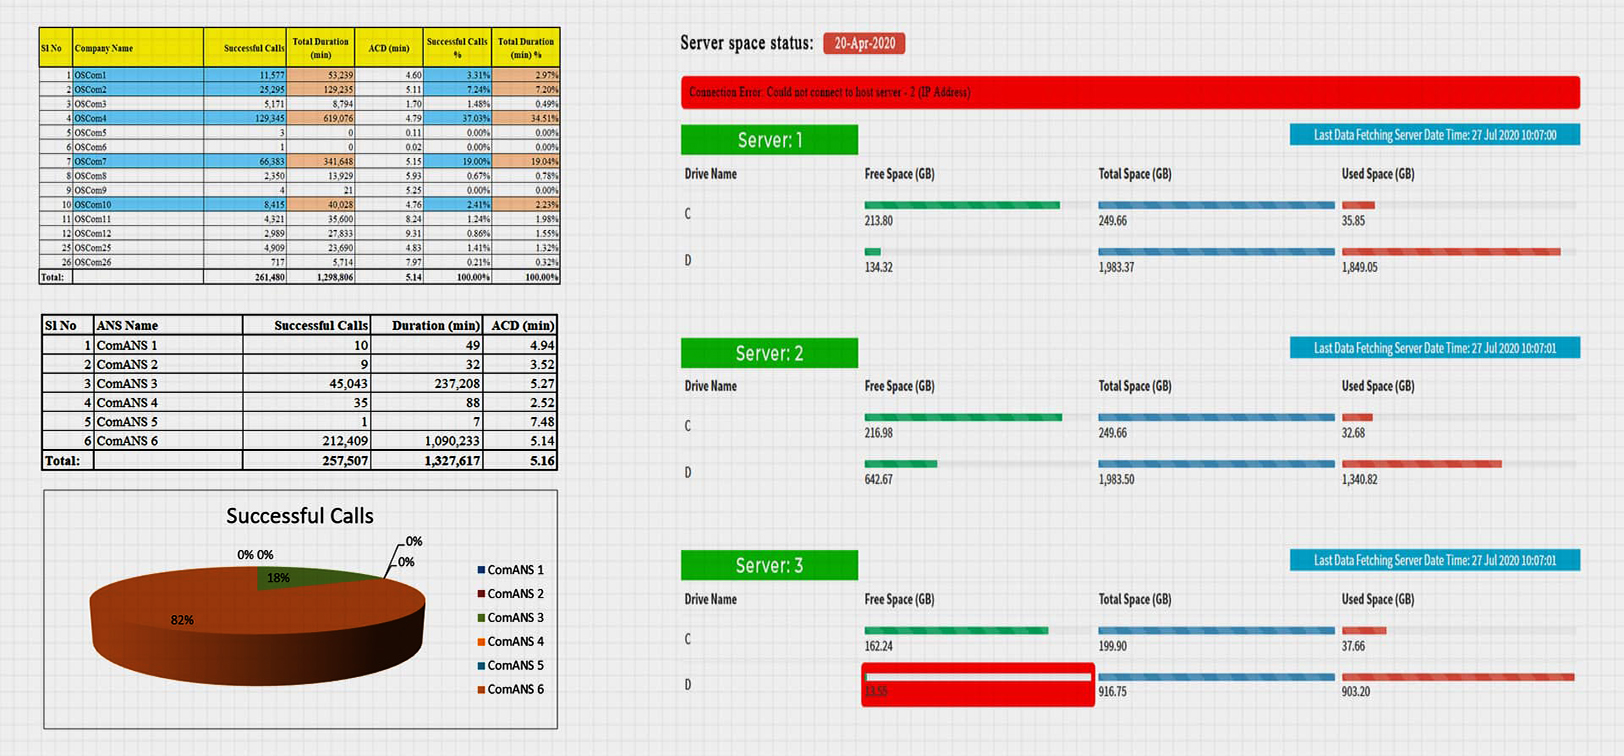 Sl No Company Name Successful Calls Total Duration (min) ACD (min) Successful Calls % Total Duration (min) %
1 OSCom1 11,577 53,239 4.60 3.31% 2.97%
2 OSCom2 25,295 129,235 5.11 7.24% 7.20%
3 OSCom3 5,171 8,794 1.70 1.48% 0.49%
4 OSCom4 129,345 619,076 4.79 37.03% 34.51%
5 OSCom5 3 0 0.11 0.00% 0.00%
6 OSCom6 1 0 0.02 0.00% 0.00%
7 OSCom7 66,383 341,648 5.15 19.00% 19.04%
8 OSCom8 2,350 13,929 5.93 0.67% 0.78%
9 OSCom9 4 21 5.25 0.00% 0.00%
10 OSCom10 8,415 40,028 4.76 2.41% 2.23%
11 OSCom11 4,321 35,600 8.24 1.24% 1.98%
12 OSCom12 2,989 27,833 9.31 0.86% 1.55%
25 OSCom25 4,909 23,690 4.83 1.41% 1.32%
26 OSCom26 717 5,714 7.97 0.21% 0.32%
Total: 261,480 1,298,806 5.14 100.00% 100.00%
Sl No ANS Name Successful Calls Duration (min) ACD (min)
1 ComANS 1 10 49 4.94
2 ComANS 2 9 32 3.52
3 ComANS 3 45,043 237,208 5.27
4 ComANS 4 35 88 2.52
5 ComANS 5 1 7 7.48
6 ComANS 6 212,409 1,090,233 5.14
Total: 257,507 1,327,617 5.16
Successful Calls
0% 0%
0%
0%
18%
82%
ComANS 1
ComANS 2
ComANS 3
ComANS 4
ComANS 5
ComANS 6
Server space status: 20-Apr-2020
Connection Error: Could not connect to host server - 2 (IP Address)
Server: 1 Last Data Fetching Server Date Time: 27 Jul 2020 10:07:00
Drive Name Free Space (GB) Total Space (GB) Used Space (GB)
C 213.80 249.66 35.85
D 134.32 1,983.37 1,849.05
Server: 2 Last Data Fetching Server Date Time: 27 Jul 2020 10:07:01
Drive Name Free Space (GB) Total Space (GB) Used Space (GB)
C 216.98 249.66 32.68
D 642.67 1,983.50 1,340.82
Server: 3 Last Data Fetching Server Date Time: 27 Jul 2020 10:07:01
Drive Name Free Space (GB) Total Space (GB) Used Space (GB)
C 162.24 199.90 37.66
D 13.55 916.75 903.20